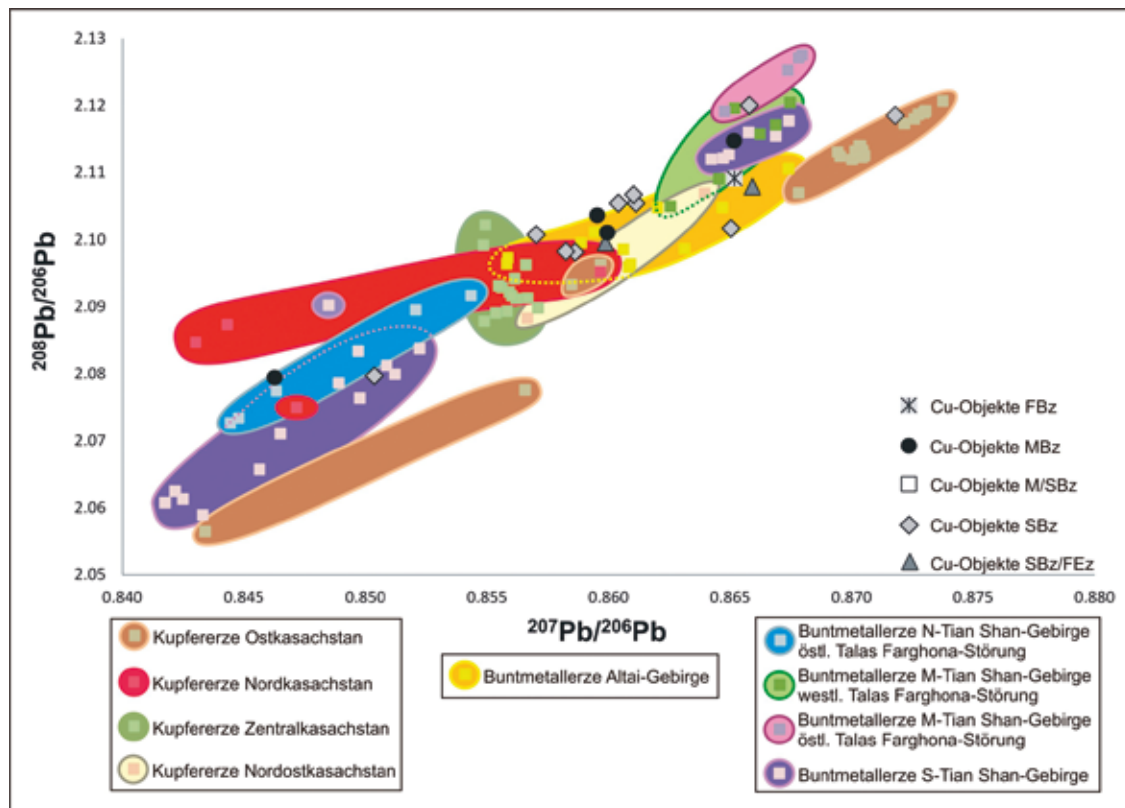 2.13
2.12
2.11
2.10
2.09
2.08
2.07
2.06
2.05
²⁰⁸Pb/²⁰⁶Pb
Cu-Objekte FBz
Cu-Objekte MBz
Cu-Objekte M/SBz
Cu-Objekte SBz
Cu-Objekte SBz/FEz
0.840 0.845 0.850 0.855 0.860 0.865 0.870 0.875 0.880
²⁰⁷Pb/²⁰⁶Pb
Kupfererze Ostkasachstan
Kupfererze Nordkasachstan
Kupfererze Zentralkasachstan
Kupfererze Nordostkasachstan
Buntmetallerze Altai-Gebirge
Buntmetallerze N-Tian Shan-Gebirge
östl. Talas Farghona-Störung
Buntmetallerze M-Tian Shan-Gebirge
westl. Talas Farghona-Störung
Buntmetallerze M-Tian Shan-Gebirge
östl. Talas Farghona-Störung
Buntmetallerze S-Tian Shan-Gebirge